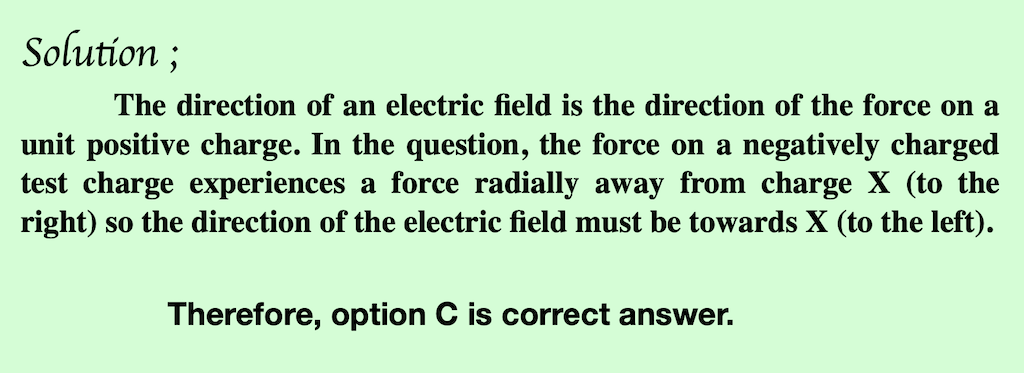 Solution ;
The direction of an electric field is the direction of the force on a
unit positive charge. In the question, the force on a negatively charged
test charge experiences a force radially away from charge X (to the
right) so the direction of the electric field must be towards X (to the left).
Therefore, option C is correct answer.